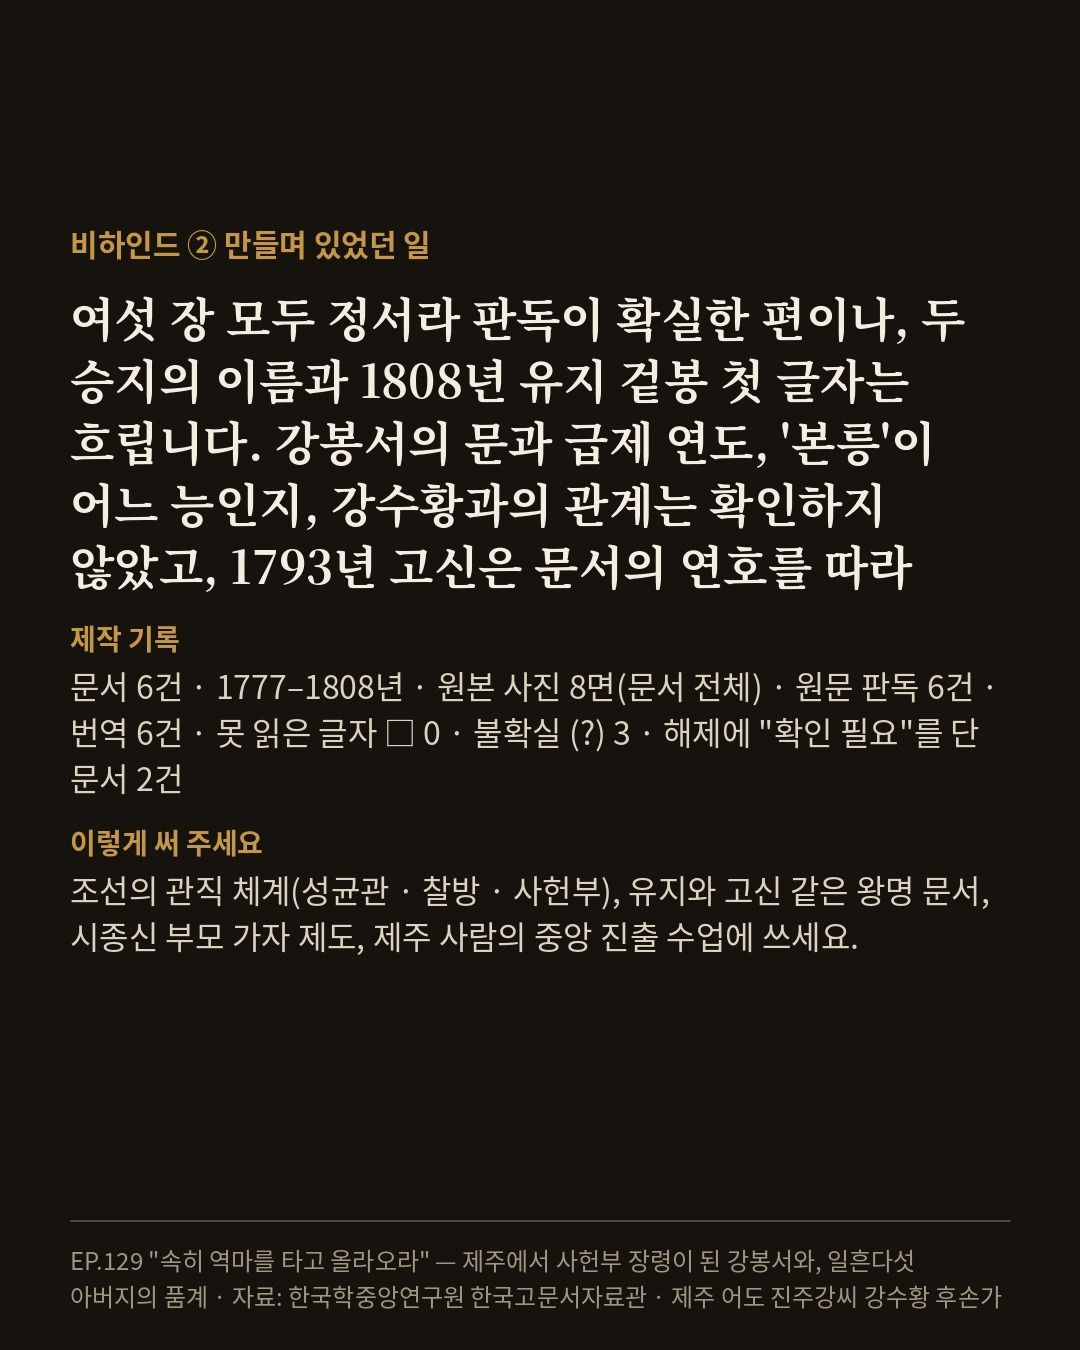 비하인드 ② 만들며 있었던 일
여섯 장 모두 정서라 판독이 확실한 편이나, 두
승지의 이름과 1808년 유지 겉봉 첫 글자는
흐립니다. 강봉서의 문과 급제 연도, '본릉'이
어느 능인지, 강수황과의 관계는 확인하지
않았고, 1793년 고신은 문서의 연호를 따라
제작 기록
문서 6건 · 1777–1808년 · 원본 사진 8면(문서 전체) · 원문 판독 6건 ·
번역 6건 · 못 읽은 글자 □ 0 · 불확실 (?) 3 · 해제에 "확인 필요"를 단
문서 2건
이렇게 써 주세요
조선의 관직 체계(성균관 · 찰방 · 사헌부), 유지와 고신 같은 왕명 문서,
시종신 부모 가자 제도, 제주 사람의 중앙 진출 수업에 쓰세요.
EP.129 "속히 역마를 타고 올라오라" — 제주에서 사헌부 장령이 된 강봉서와, 일흔다섯
아버지의 품계 · 자료: 한국학중앙연구원 한국고문서자료관 · 제주 어도 진주강씨 강수황 후손가